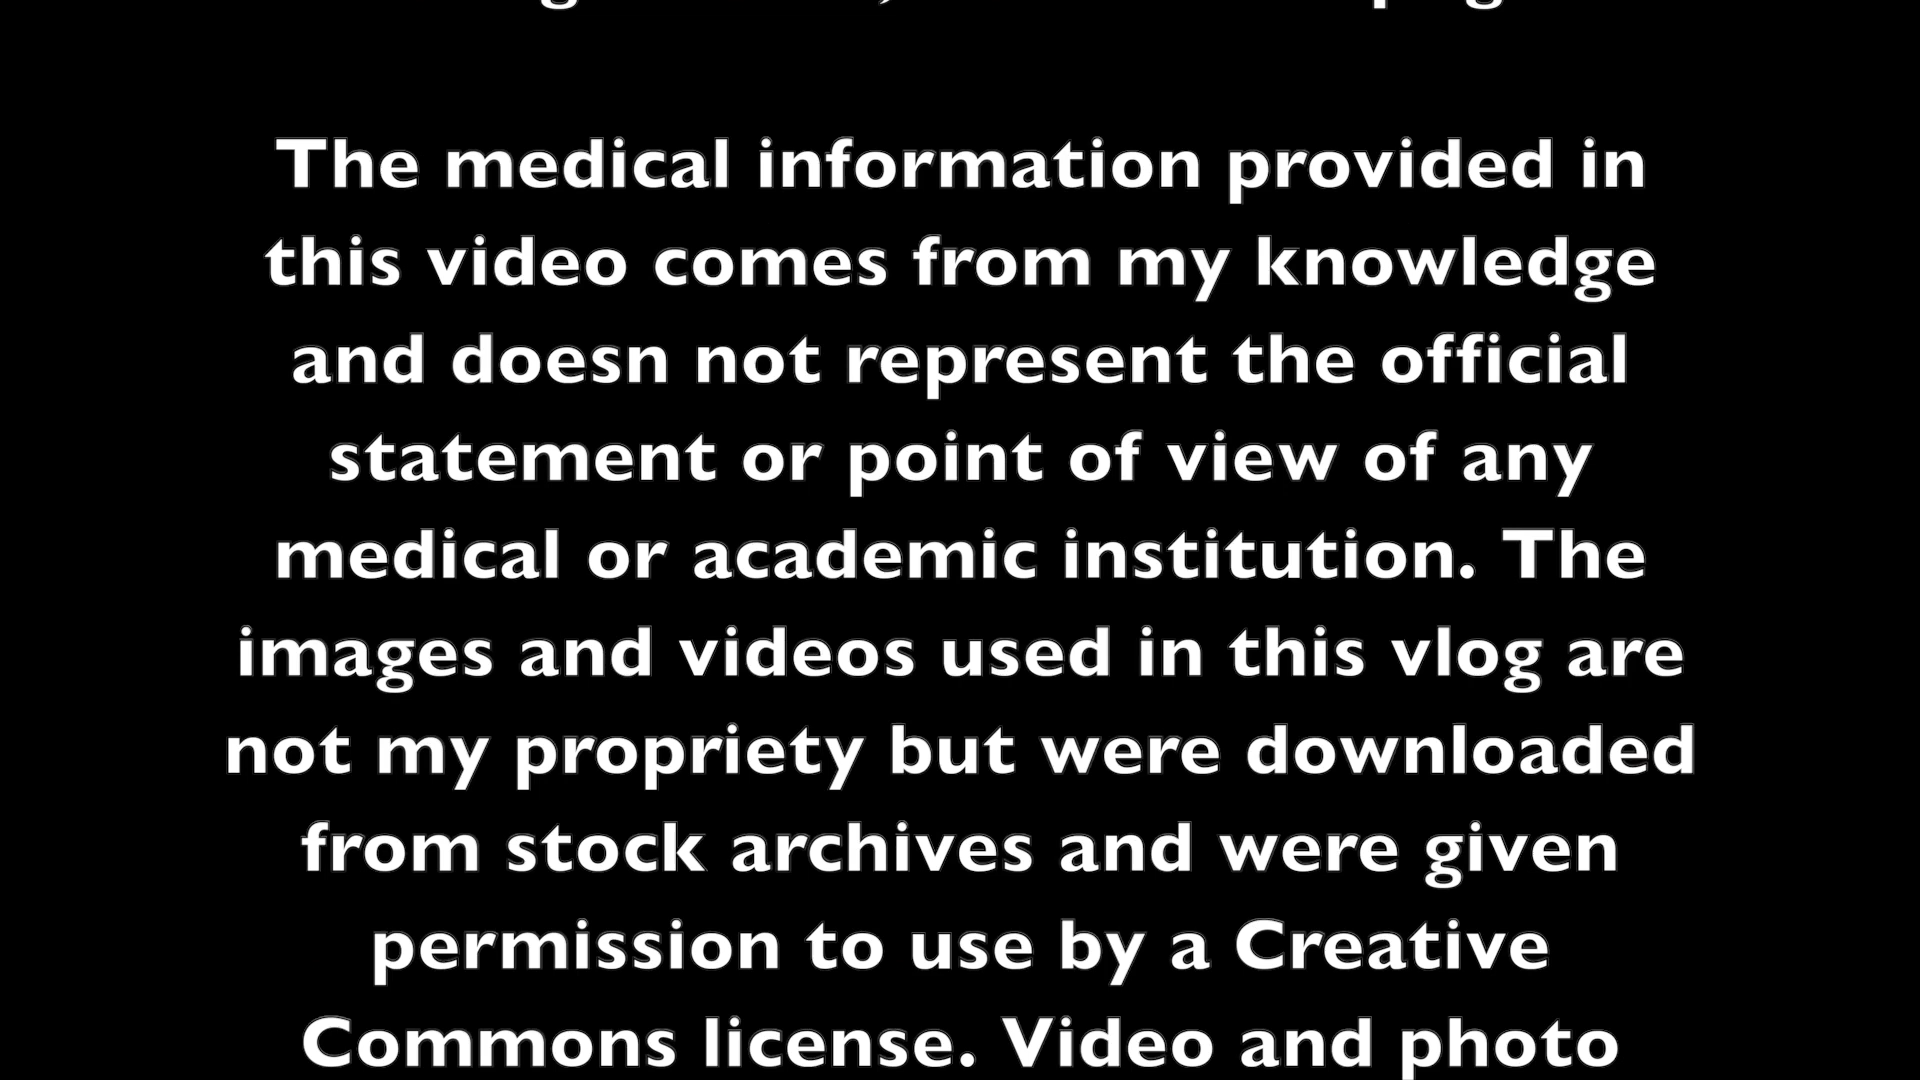 The medical information provided in
this video comes from my knowledge
and doesn not represent the official
statement or point of view of any
medical or academic institution. The
images and videos used in this vlog are
not my propriety but were downloaded
from stock archives and were given
permission to use by a Creative
Commons license. Video and photo